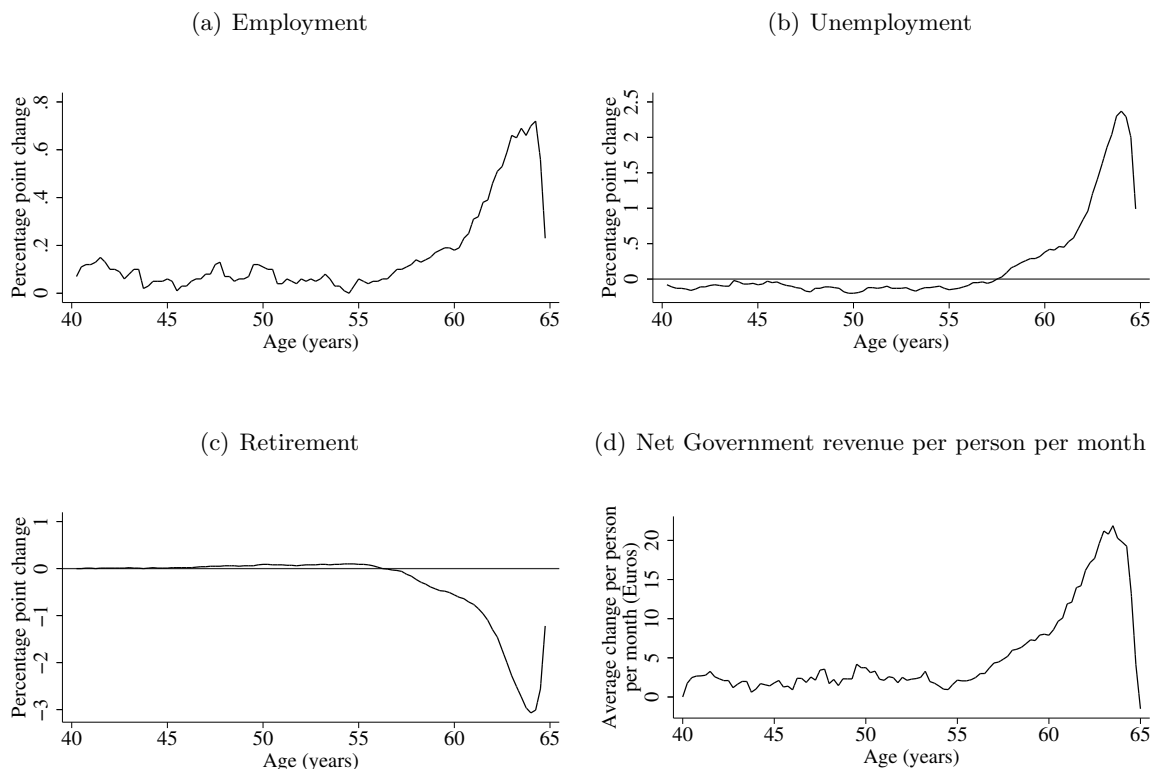 (a) Employment
Percentage point change
0 .2 .4 .6 .8
40 45 50 55 60 65
Age (years)
(b) Unemployment
Percentage point change
0 .5 1 1.5 2 2.5
40 45 50 55 60 65
Age (years)
(c) Retirement
Percentage point change
−3 −2 −1 0 1
40 45 50 55 60 65
Age (years)
(d) Net Government revenue per person per month
Average change per person
per month (Euros)
0 5 10 15 20
40 45 50 55 60 65
Age (years)